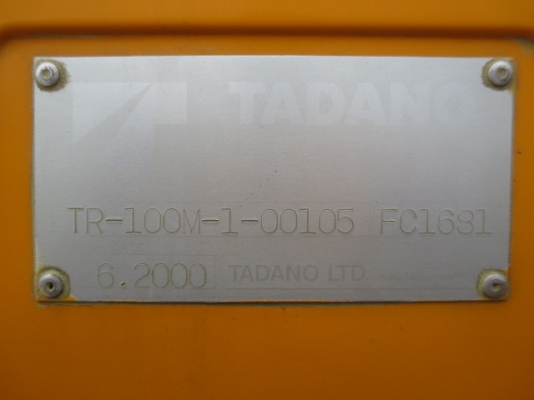 TADANO
TR-100M-1-00105 FC1681
6.2000 TADANO LTD.